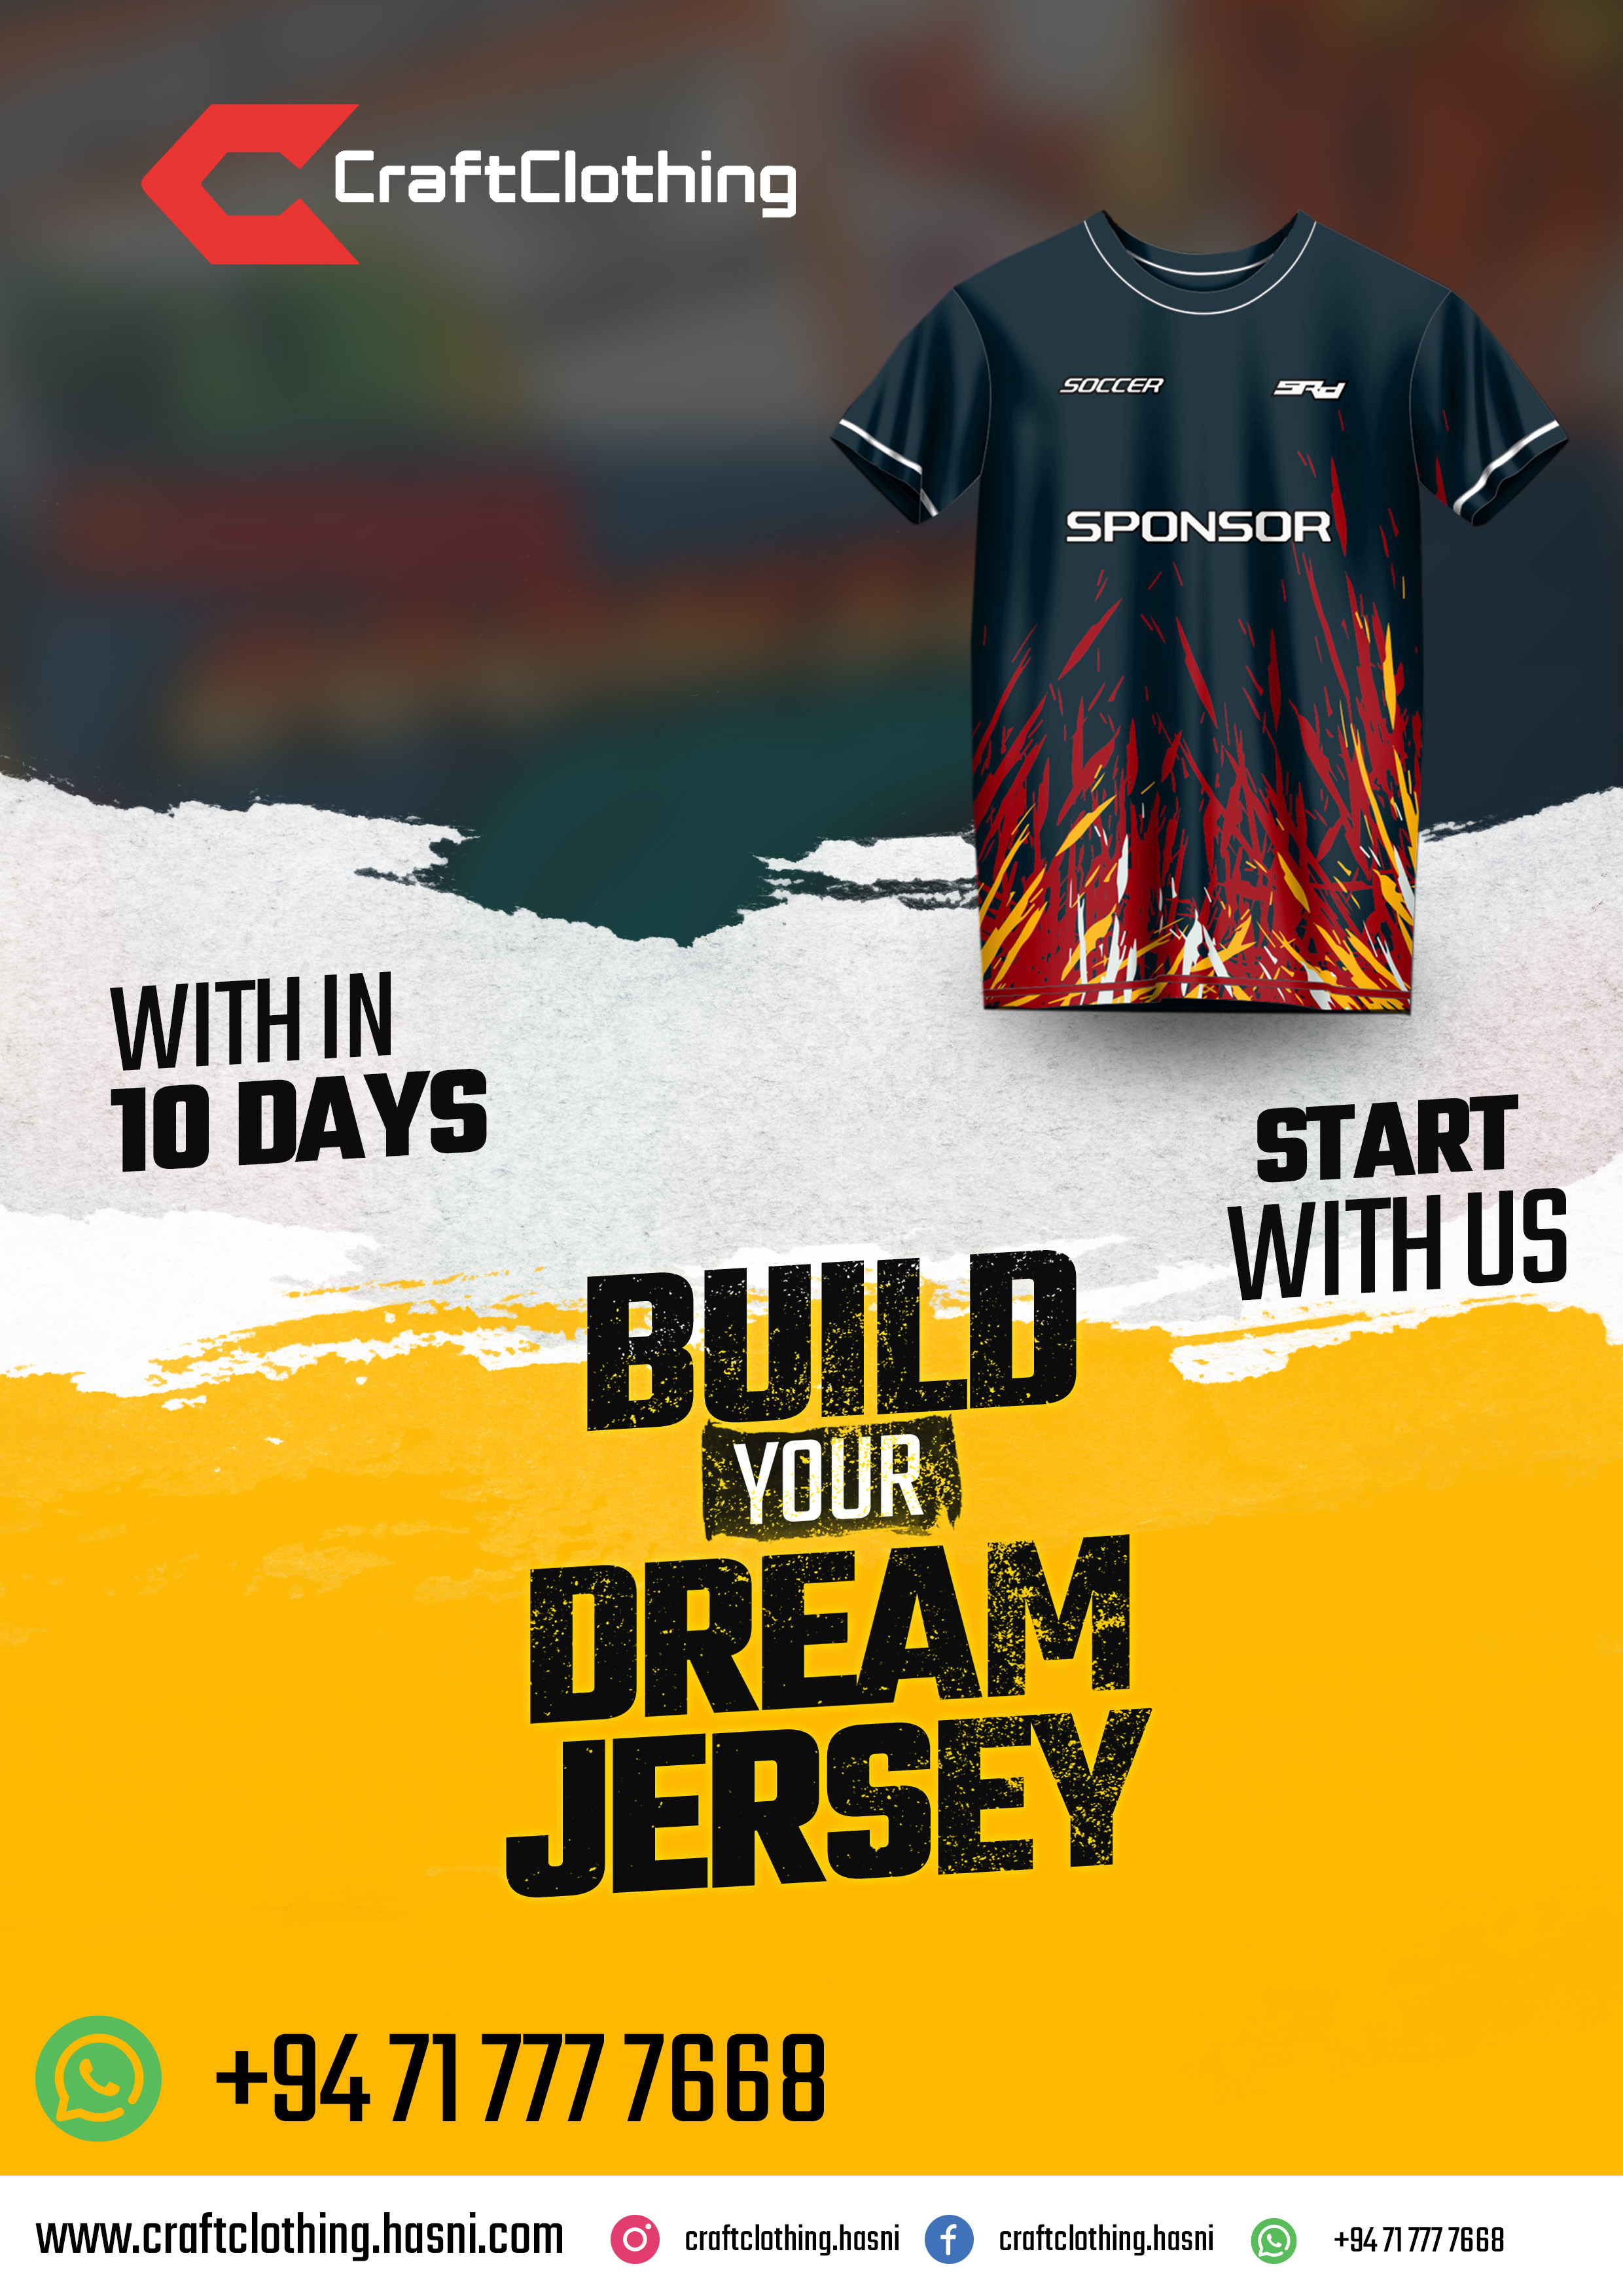 CraftClothing
SOCCER
SRd
SPONSOR
WITH IN
10 DAYS
START
WITH US
BUILD
YOUR
DREAM
JERSEY
+94 71 777 7668
www.craftclothing.hasni.com
craftclothing.hasni
craftclothing.hasni
+94 71 777 7668